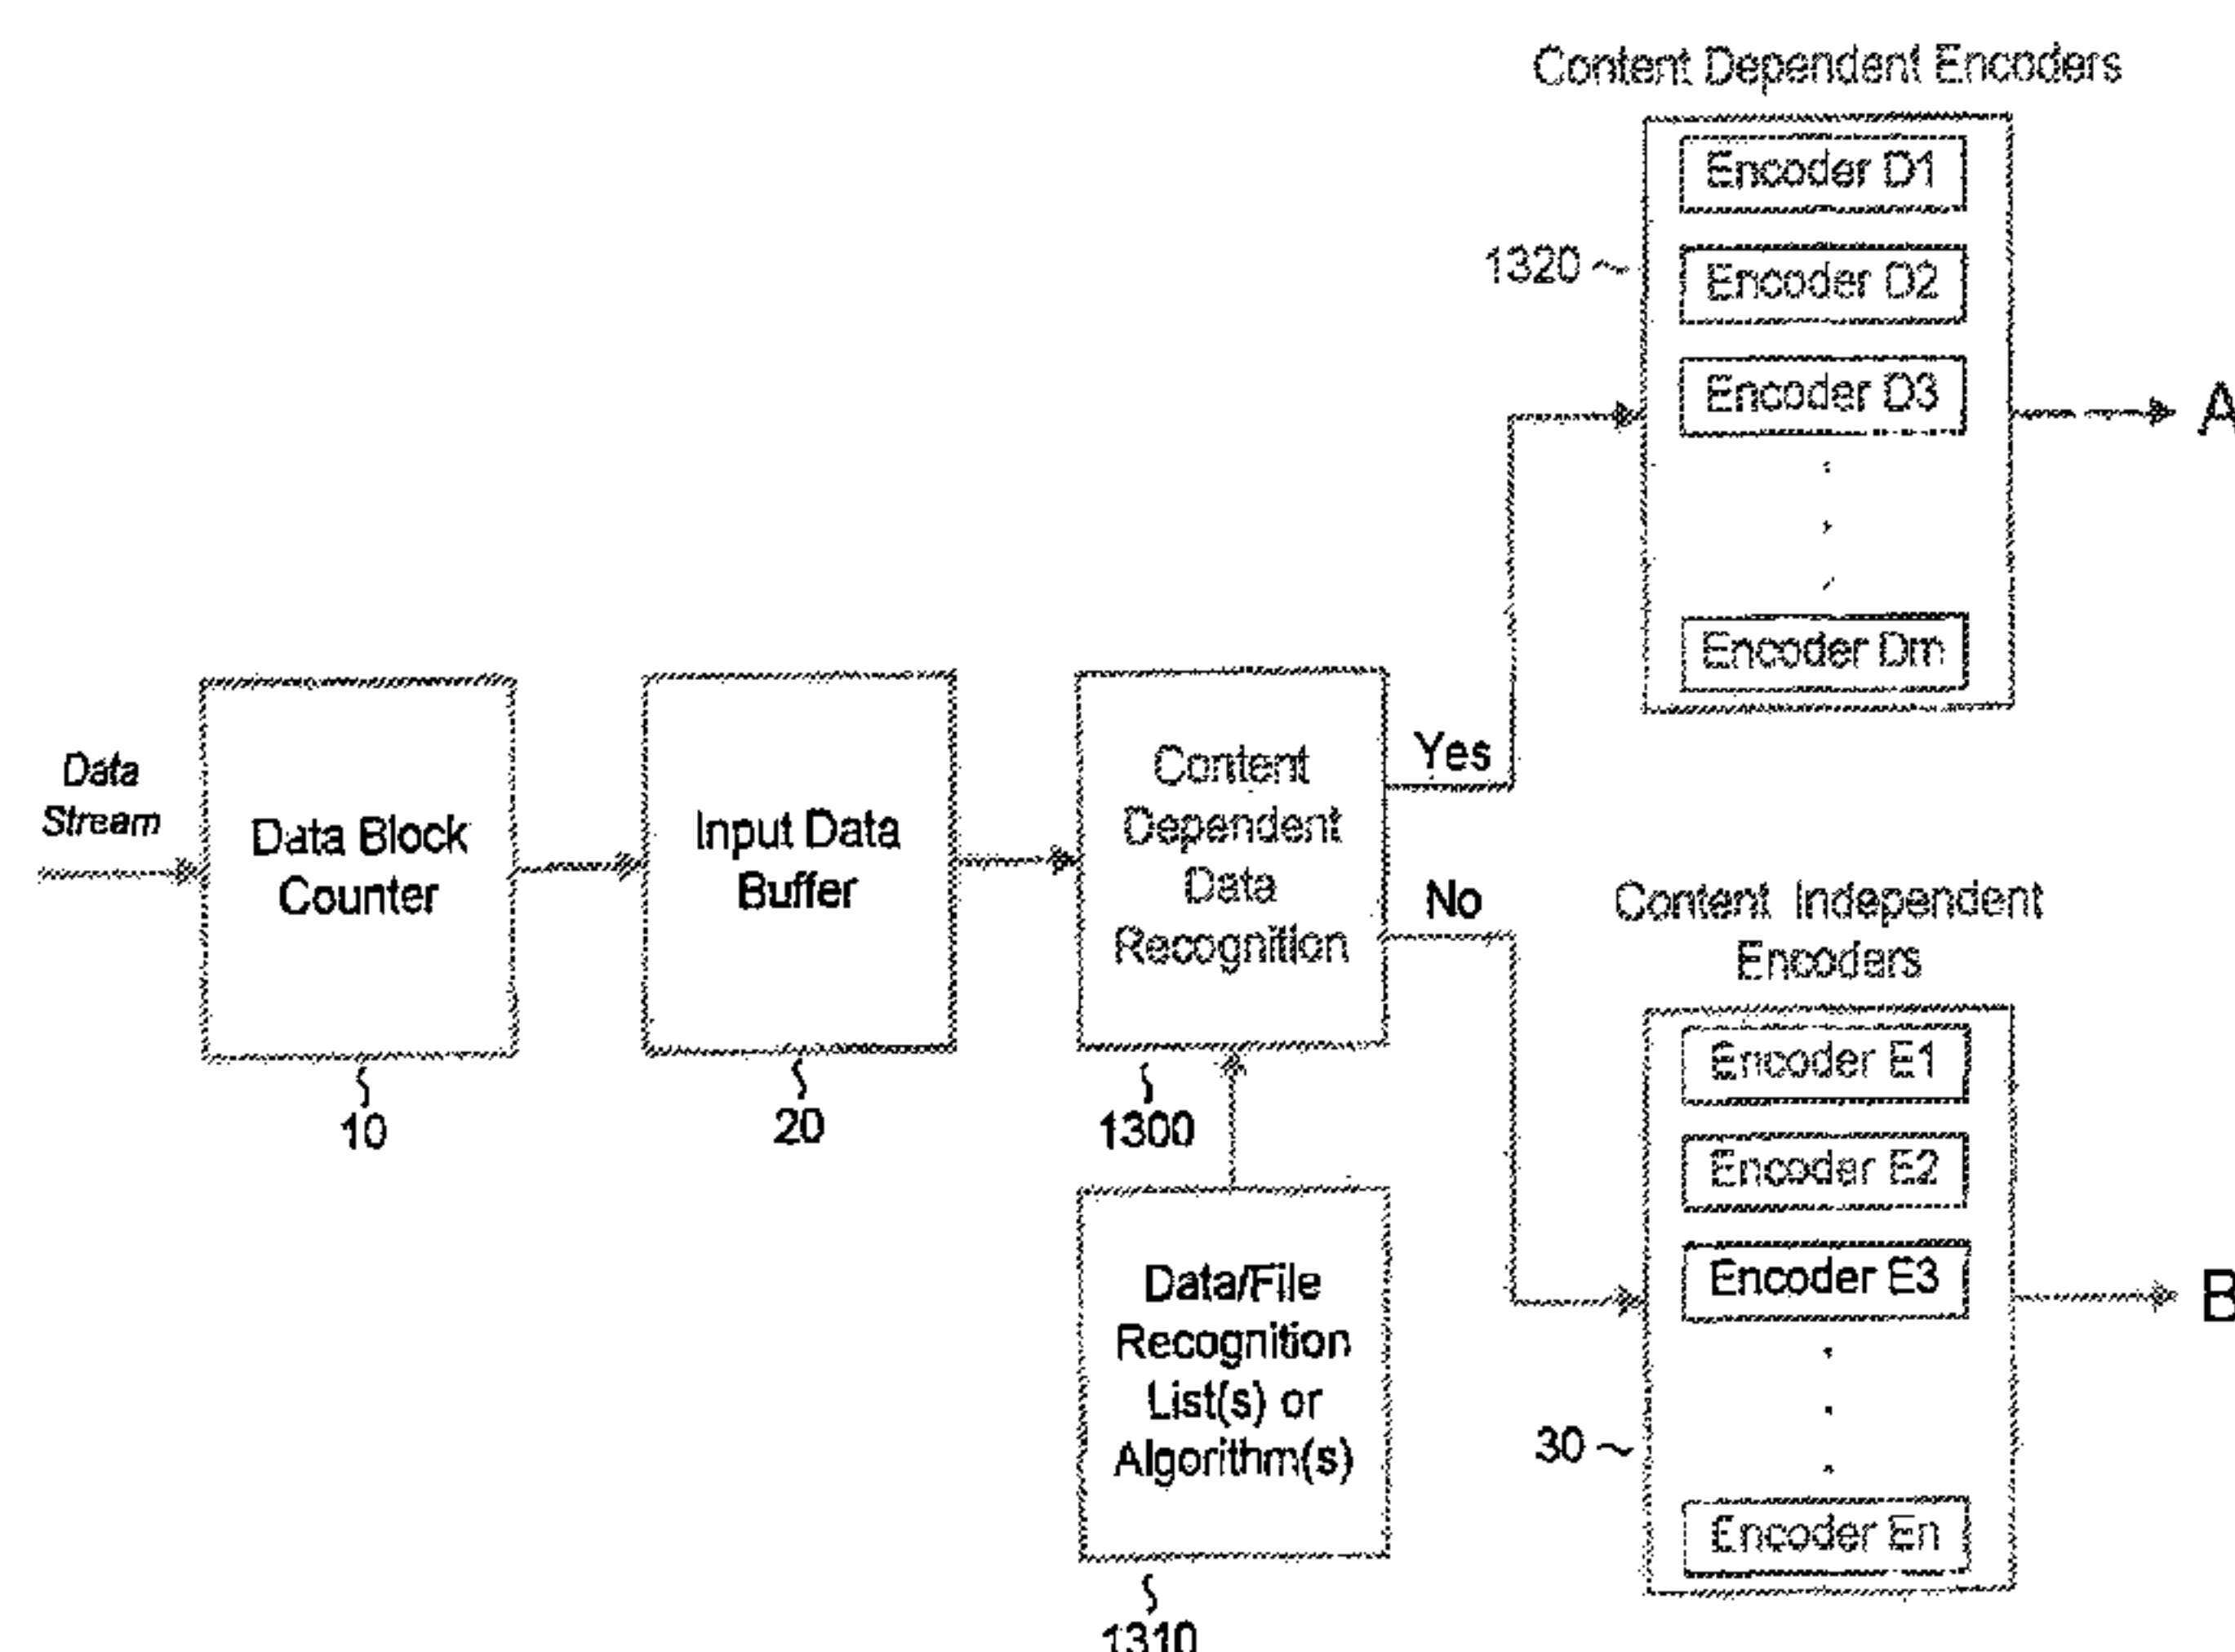 Content Dependent Encoders
Encoder D1
1320
Encoder D2
Encoder D3
A
Encoder Dm
Data
Stream
Data Block
Counter
10
Input Data
Buffer
20
Content
Dependent
Data
Recognition
1300
Yes
No
Data/File
Recognition
List(s) or
Algorithm(s)
1310
Content Independent
Encoders
Encoder E1
Encoder E2
Encoder E3
B
30
Encoder En